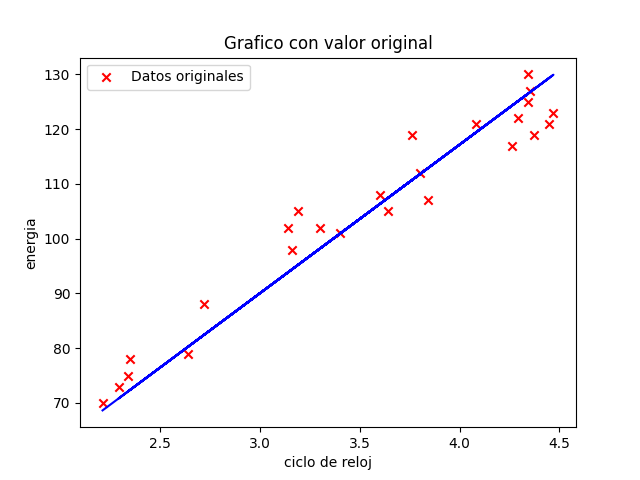 Grafico con valor original
Datos originales
130
120
110
100
90
80
70
energia
2.5 3.0 3.5 4.0 4.5
ciclo de reloj